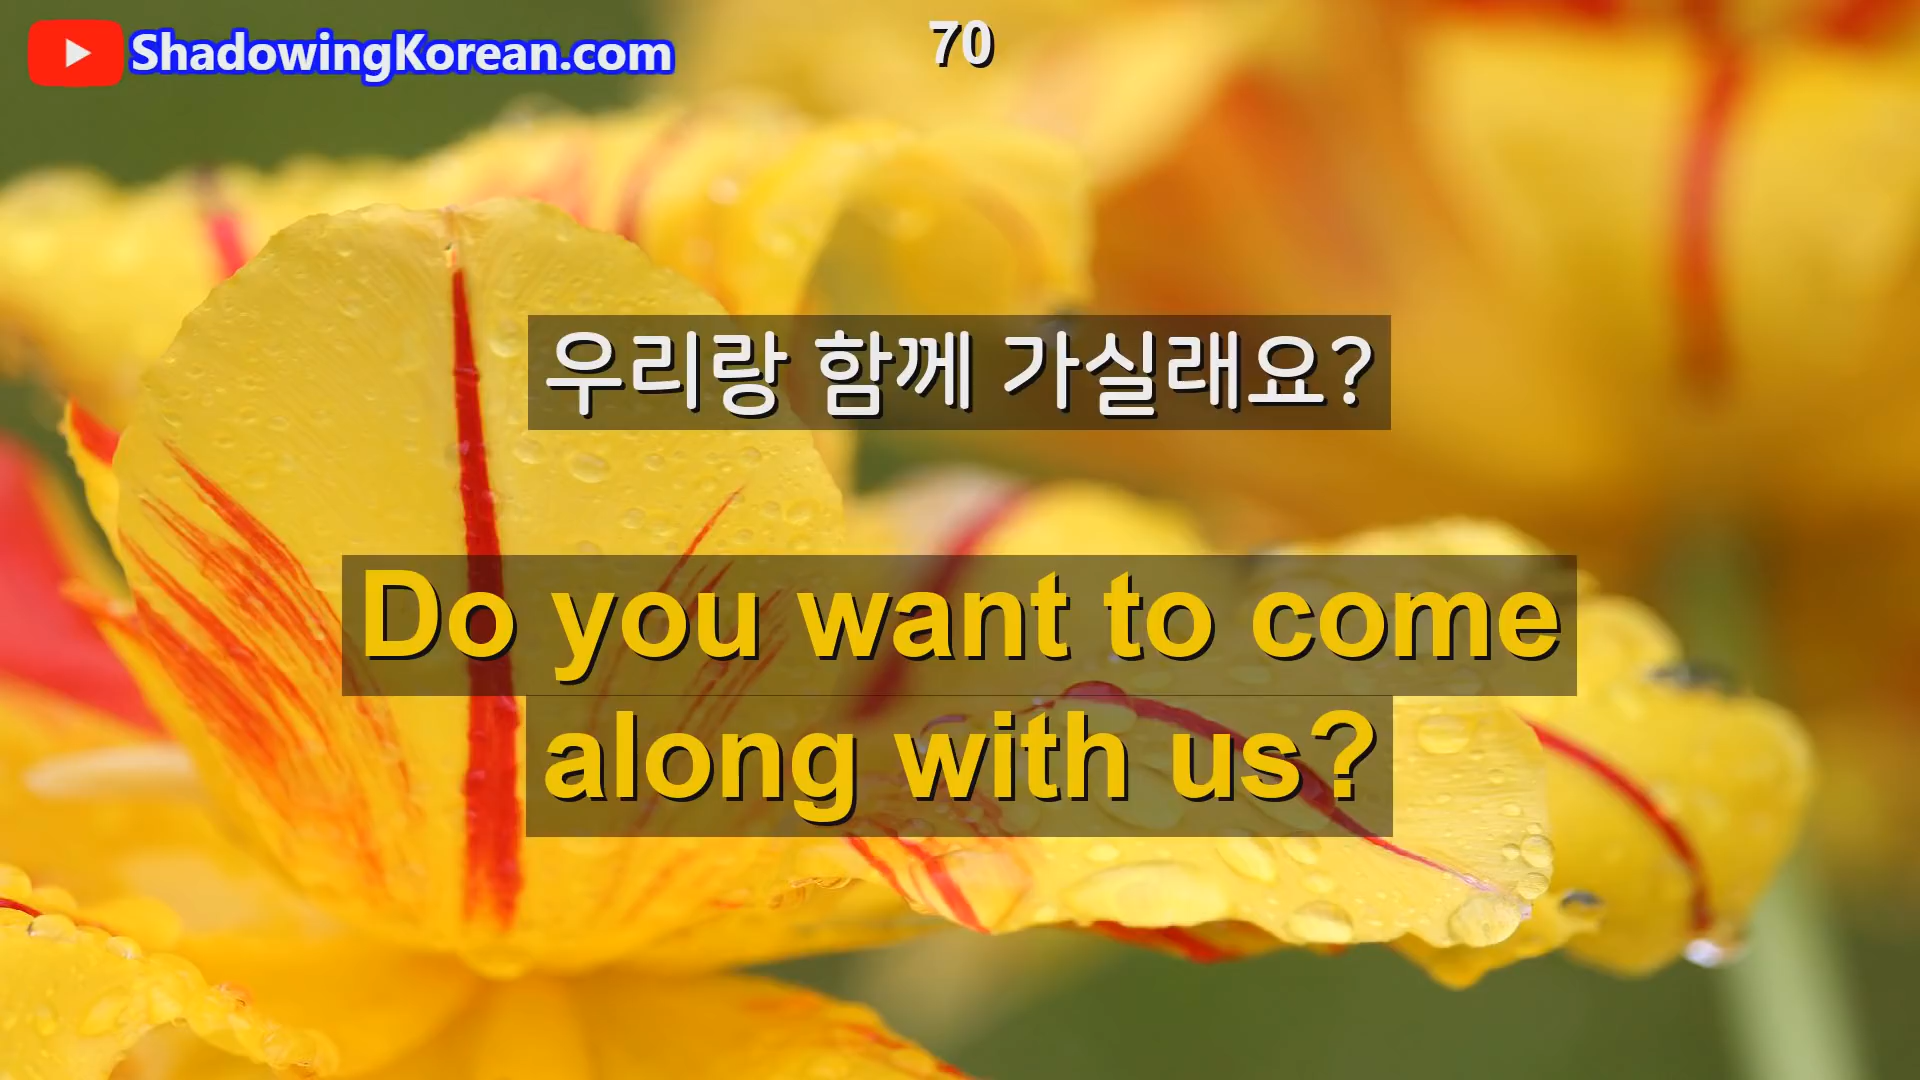 ShadowingKorean.com
70
우리랑 함께 가실래요?
Do you want to come
along with us?